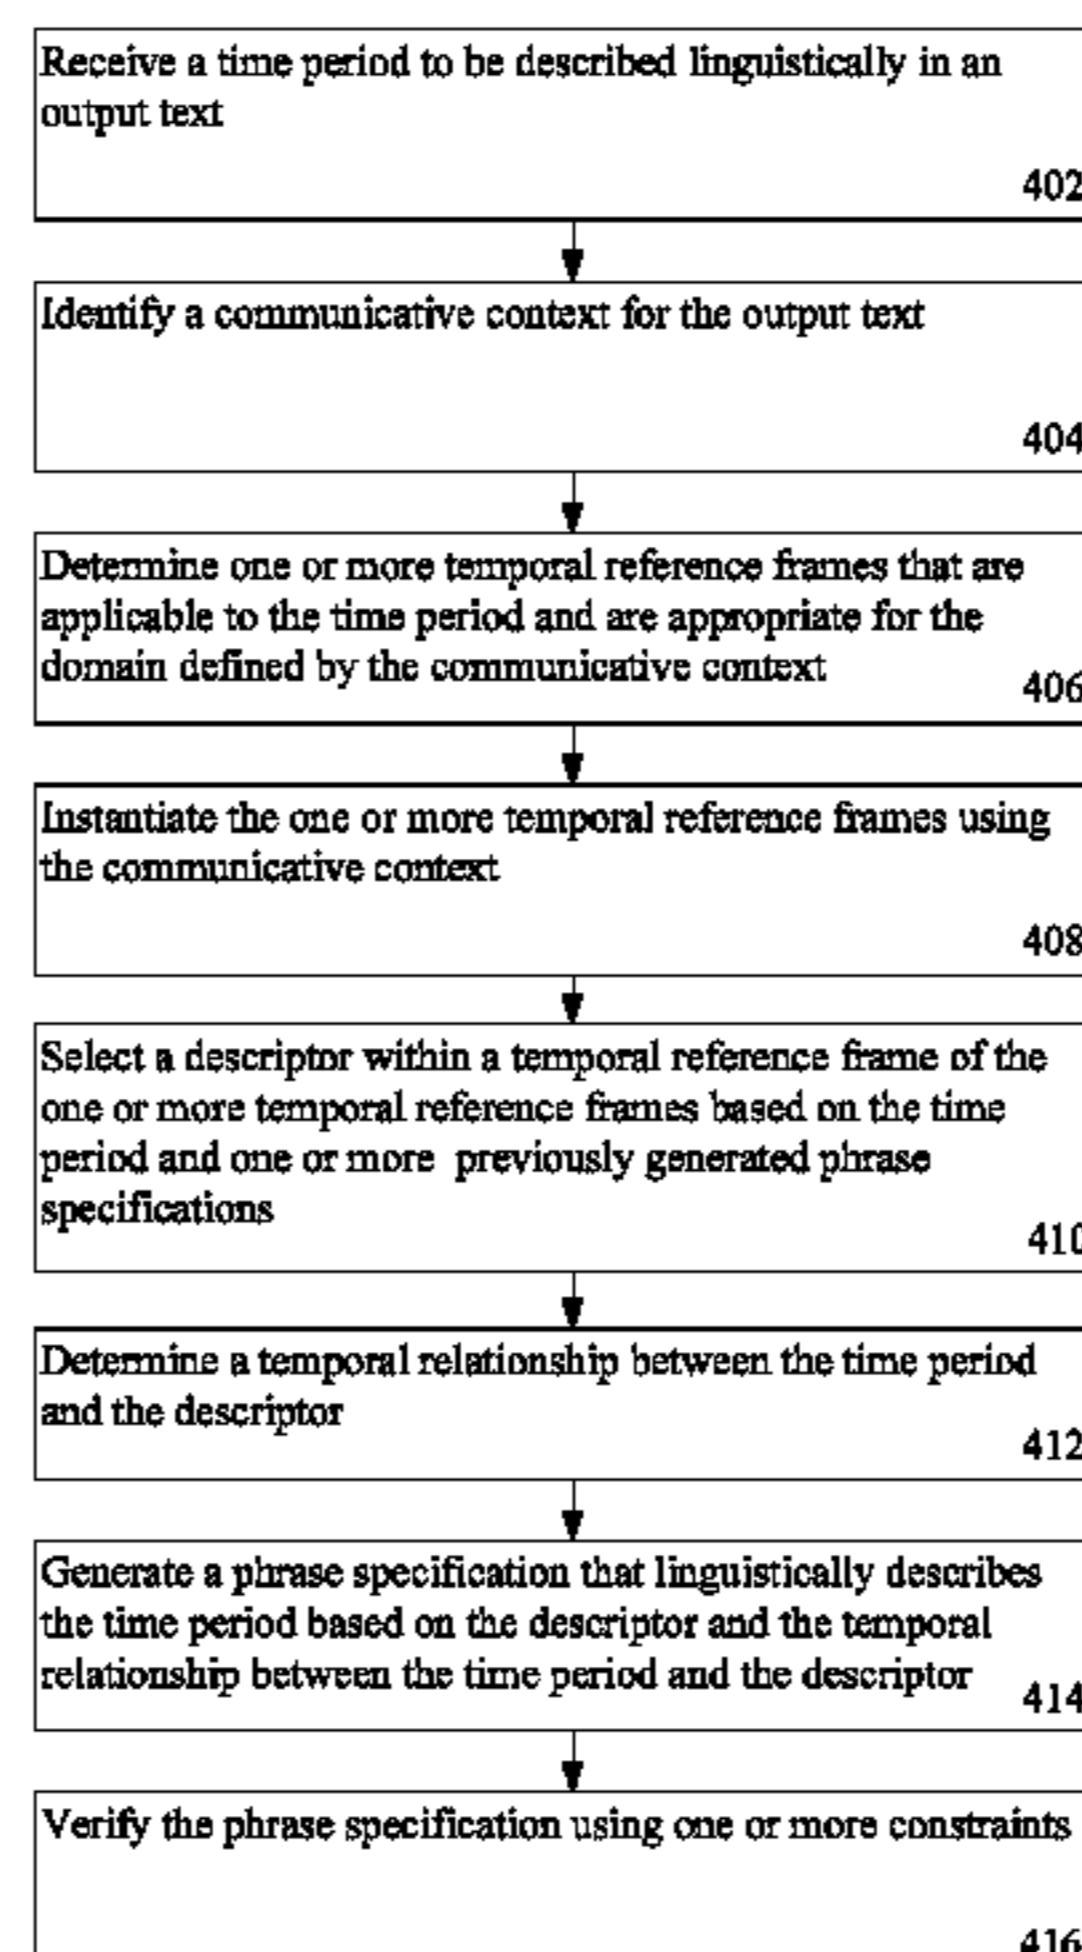 Receive a time period to be described linguistically in an
output text
402
Identify a communicative context for the output text
404
Determine one or more temporal reference frames that are
applicable to the time period and are appropriate for the
domain defined by the communicative context
406
Instantiate the one or more temporal reference frames using
the communicative context
408
Select a descriptor within a temporal reference frame of the
one or more temporal reference frames based on the time
period and one or more previously generated phrase
specifications
410
Determine a temporal relationship between the time period
and the descriptor
412
Generate a phrase specification that linguistically describes
the time period based on the descriptor and the temporal
relationship between the time period and the descriptor
414
Verify the phrase specification using one or more constraints
416